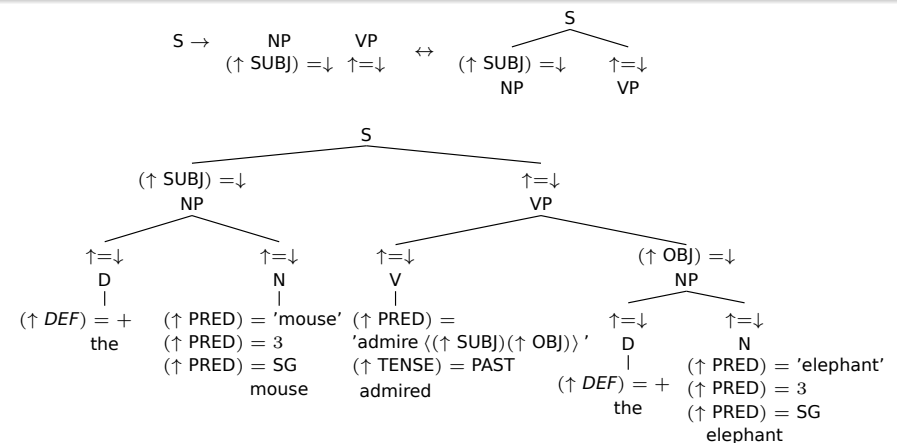 S
S → NP VP ↔
(↑ SUBJ) =↓ ↑=↓ (↑ SUBJ) =↓ ↑=↓
NP VP
S
(↑ SUBJ) =↓ ↑=↓
NP VP
↑=↓ ↑=↓ ↑=↓ (↑ OBJ) =↓
D N V NP
(↑ DEF) = + (↑ PRED) = 'mouse' (↑ PRED) = ↑=↓ ↑=↓
the (↑ PRED) = 3 'admire ⟨(↑ SUBJ)(↑ OBJ)⟩ ' D N
(↑ PRED) = SG (↑ TENSE) = PAST (↑ PRED) = 'elephant'
mouse admired (↑ DEF) = + (↑ PRED) = 3
the (↑ PRED) = SG
elephant